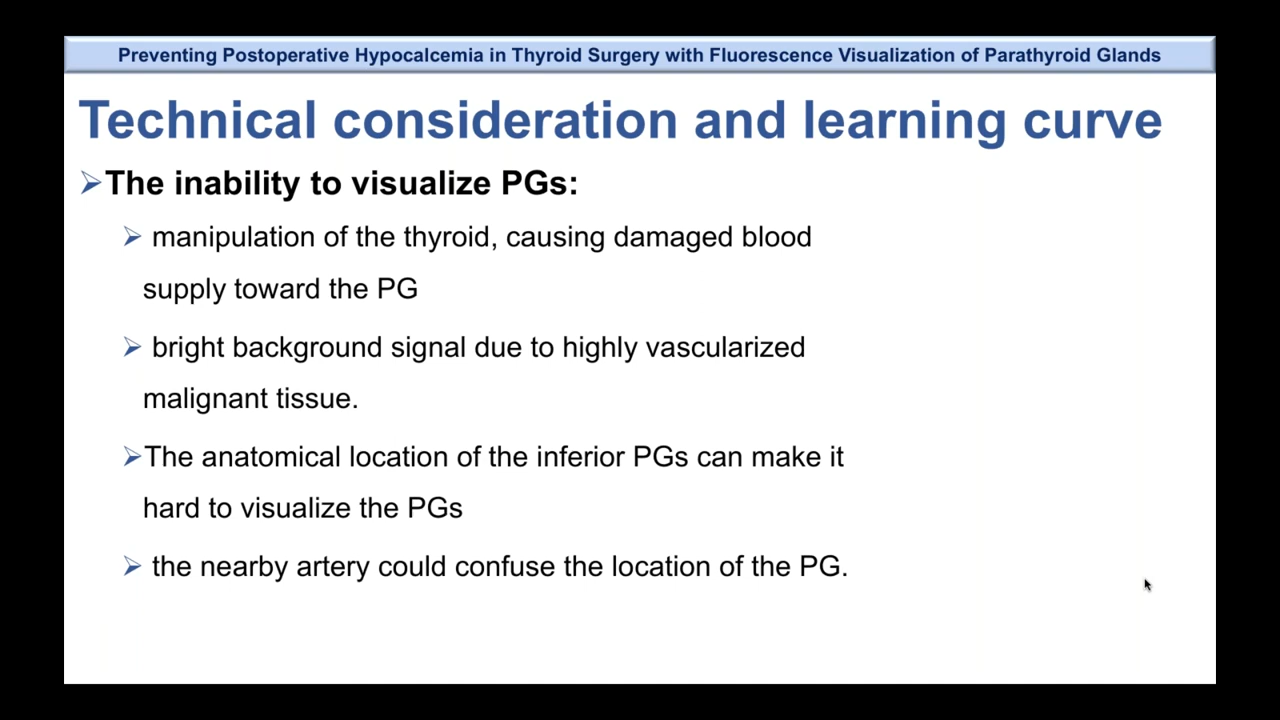 Preventing Postoperative Hypocalcemia in Thyroid Surgery with Fluorescence Visualization of Parathyroid Glands
Technical consideration and learning curve
➢The inability to visualize PGs:
➢ manipulation of the thyroid, causing damaged blood
supply toward the PG
➢ bright background signal due to highly vascularized
malignant tissue.
➢The anatomical location of the inferior PGs can make it
hard to visualize the PGs
➢ the nearby artery could confuse the location of the PG.